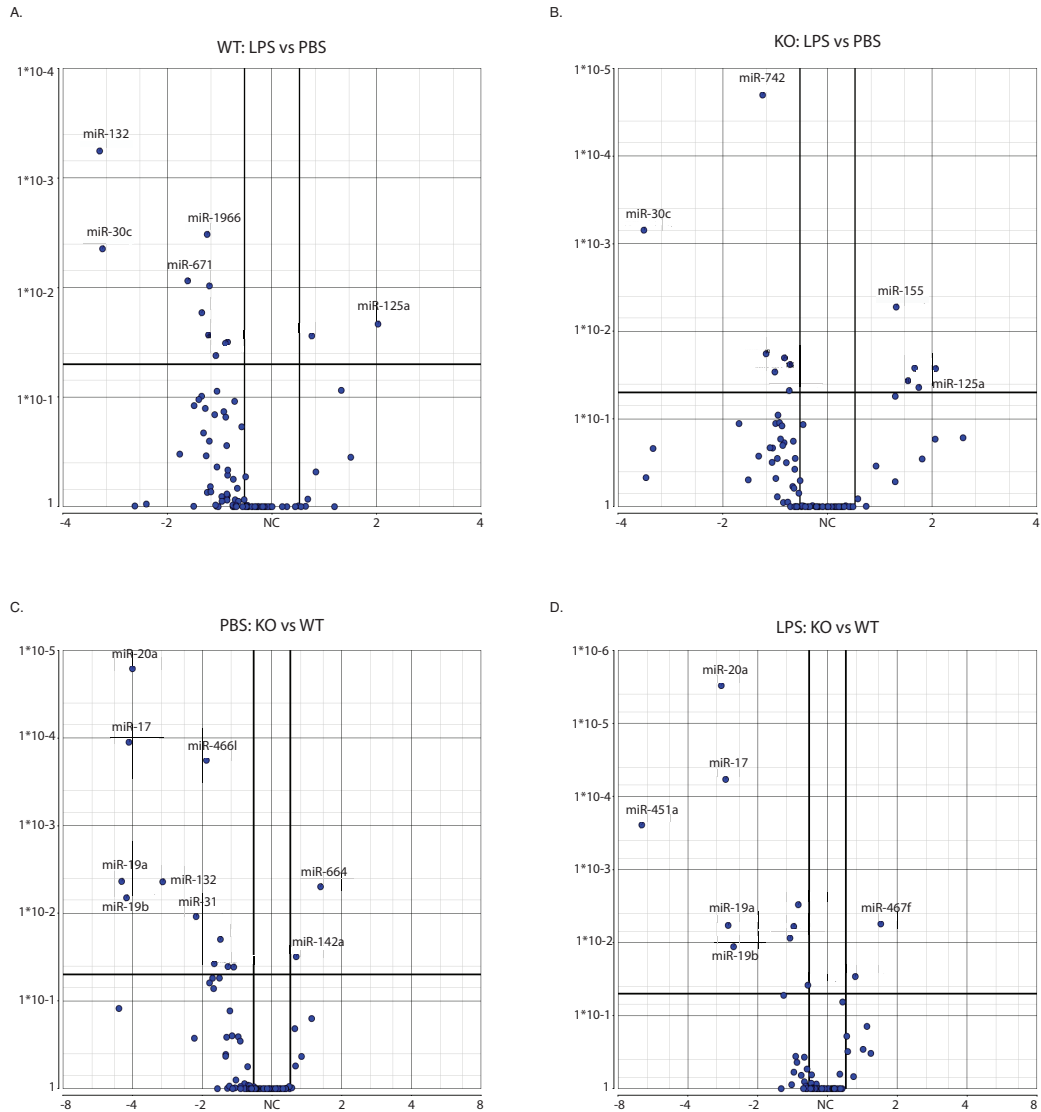 A.
WT: LPS vs PBS
1*10-4
1*10-3
1*10-2
1*10-1
1
miR-132
miR-30c
miR-1966
miR-671
miR-125a
-4
-2
NC
2
4
B.
KO: LPS vs PBS
1*10-5
1*10-4
1*10-3
1*10-2
1*10-1
1
miR-742
miR-30c
miR-155
miR-125a
-4
-2
NC
2
4
C.
PBS: KO vs WT
1*10-5
1*10-4
1*10-3
1*10-2
1*10-1
1
miR-20a
miR-17
miR-466l
miR-19a
miR-132
miR-19b
miR-31
miR-664
miR-142a
-8
-4
-2
NC
2
4
8
D.
LPS: KO vs WT
1*10-6
1*10-5
1*10-4
1*10-3
1*10-2
1*10-1
1
miR-20a
miR-17
miR-451a
miR-19a
miR-19b
miR-467f
-8
-4
-2
NC
2
4
8